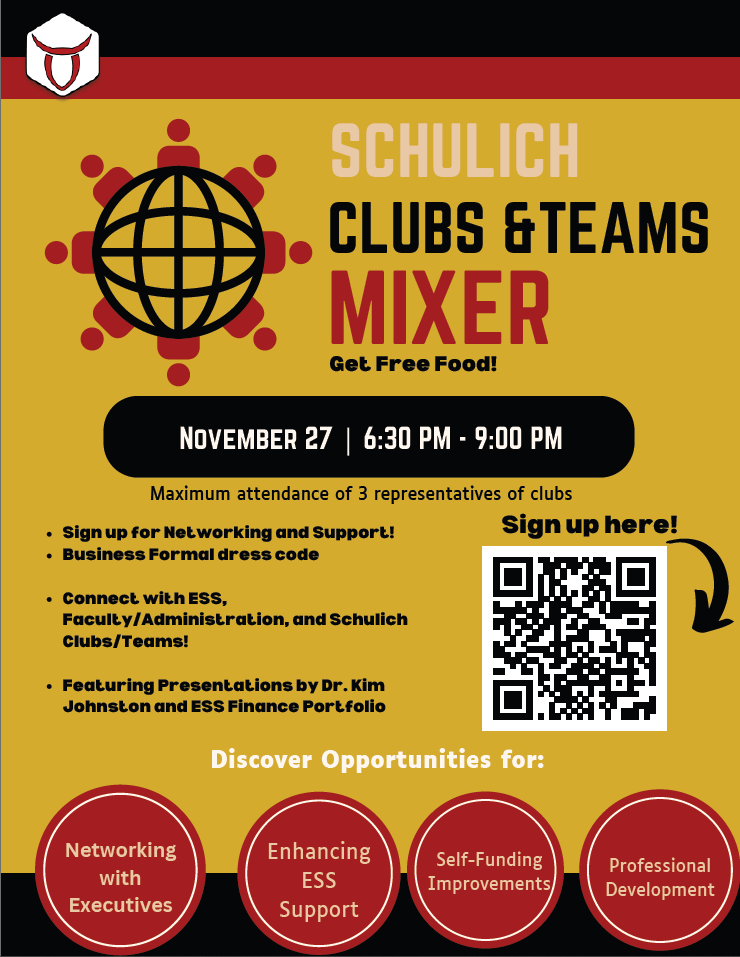 SCHULICH
CLUBS &TEAMS
MIXER
Get Free Food!
November 27 | 6:30 PM - 9:00 PM
Maximum attendance of 3 representatives of clubs
• Sign up for Networking and Support!
• Business Formal dress code
• Connect with ESS,
Faculty/Administration, and Schulich
Clubs/Teams!
• Featuring Presentations by Dr. Kim
Johnston and ESS Finance Portfolio
Sign up here!
Discover Opportunities for:
Networking
with
Executives
Enhancing
ESS
Support
Self-Funding
Improvements
Professional
Development